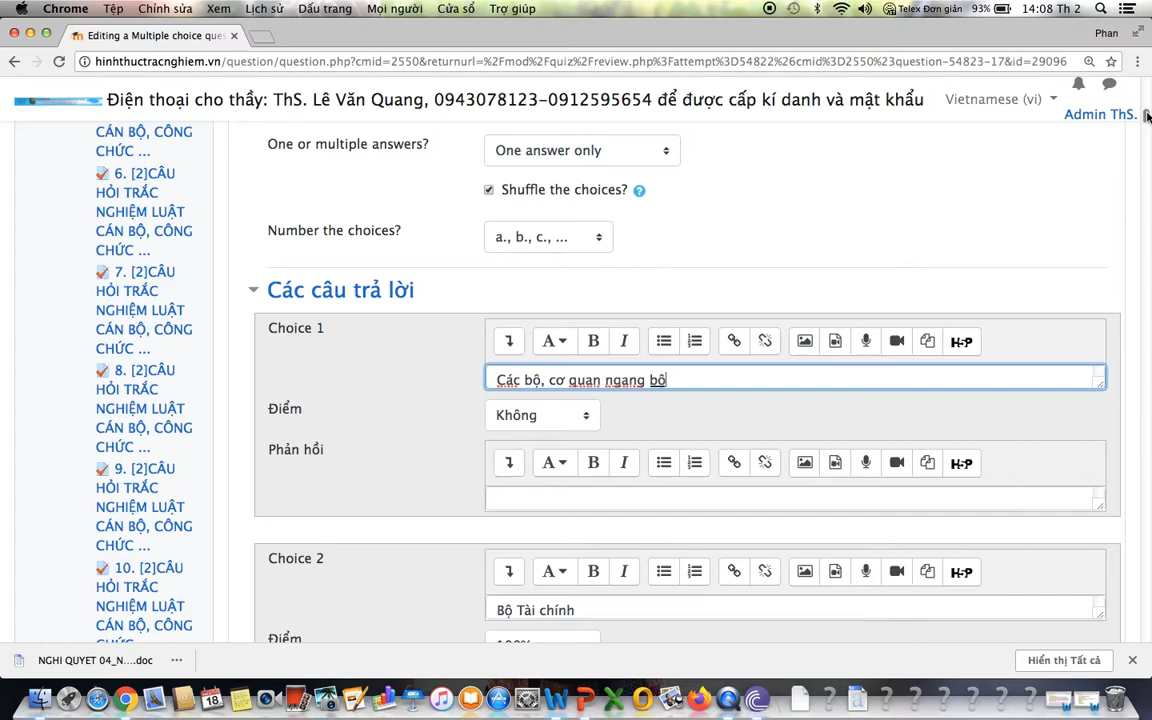 Chrome Tệp Chỉnh sửa Xem Lịch sử Dấu trang Mọi người Cửa sổ Trợ giúp Telex Đơn giản 93% 14:08 Th 2
Editing a Multiple choice ques Phan
hinhthuctracnghiem.vn/question/question.php?cmid=2550&returnurl=%2Fmod%2Fquiz%2Freview.php%3Fattempt%3D54822%26cmid%3D2550%23question-54823-17&id=29096
Điện thoại cho thầy: ThS. Lê Văn Quang, 0943078123-0912595654 để được cấp kí danh và mật khẩu Vietnamese (vi)
Admin ThS.
CÁN BỘ, CÔNG
CHỨC ...
6. [2]CÂU
HỎI TRẮC
NGHIỆM LUẬT
CÁN BỘ, CÔNG
CHỨC ...
7. [2]CÂU
HỎI TRẮC
NGHIỆM LUẬT
CÁN BỘ, CÔNG
CHỨC ...
8. [2]CÂU
HỎI TRẮC
NGHIỆM LUẬT
CÁN BỘ, CÔNG
CHỨC ...
9. [2]CÂU
HỎI TRẮC
NGHIỆM LUẬT
CÁN BỘ, CÔNG
CHỨC ...
10. [2]CÂU
HỎI TRẮC
NGHIỆM LUẬT
CÁN BỘ, CÔNG
One or multiple answers? One answer only
Shuffle the choices?
Number the choices? a., b., c., ...
Các câu trả lời
Choice 1
A B I H5P
Các bộ, cơ quan ngang bô
Điểm Không
Phản hồi
A B I H5P
Choice 2
A B I H5P
Bộ Tài chính
Điểm 100%
NGHI QUYET 04_N....doc Hiển thị Tất cả
18